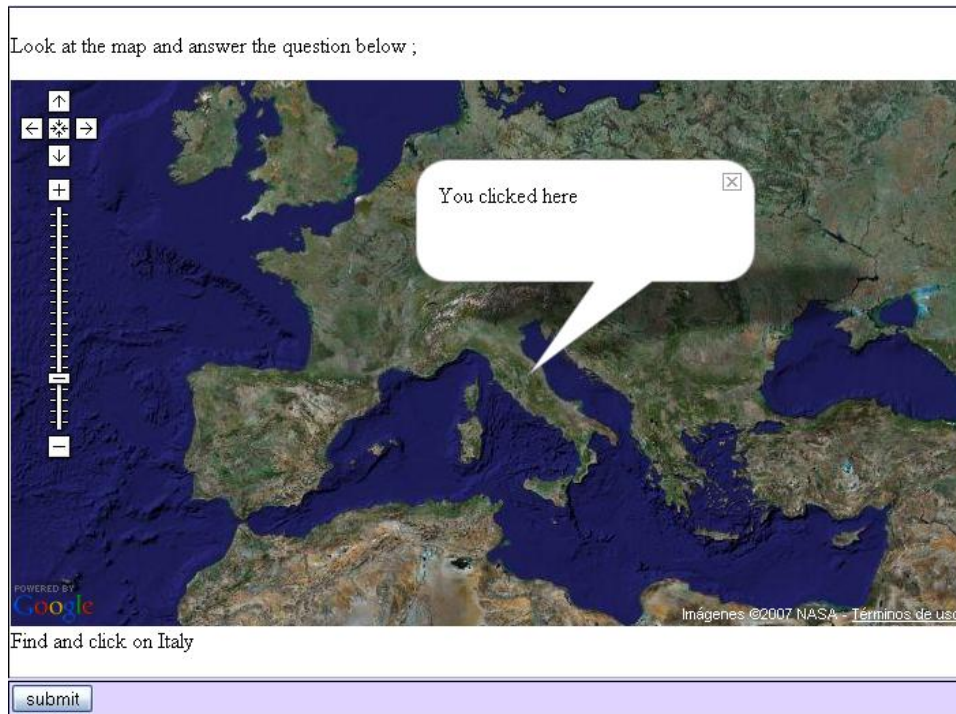 Look at the map and answer the question below ;
You clicked here
POWERED BY
Google
Imágenes ©2007 NASA - Términos de uso
Find and click on Italy
submit